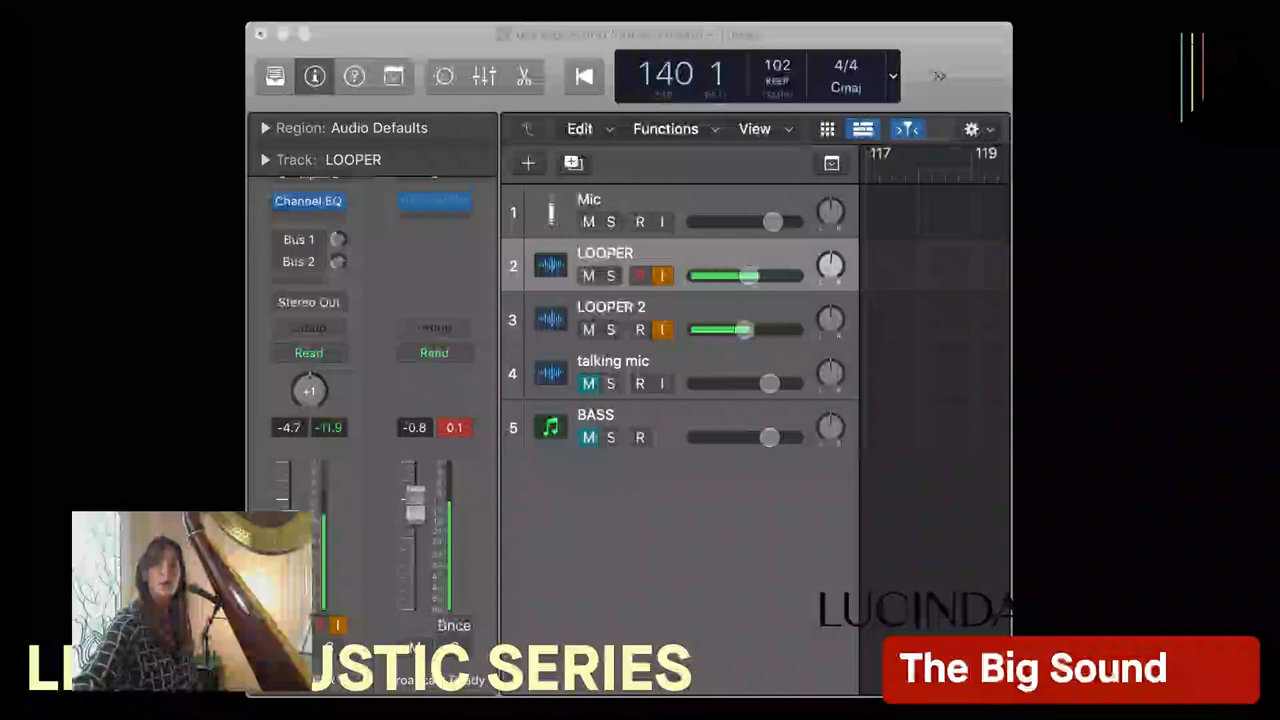 140 1
102
KEEP
4/4
Cmaj
Region: Audio Defaults
Track: LOOPER
Edit
Functions
View
117
119
Channel EQ
Bus 1
Bus 2
Stereo Out
Group
Read
Read
+1
-4.7
-11.9
-0.8
0.1
1
Mic
M S R I
2
LOOPER
M S R I
3
LOOPER 2
M S R I
4
talking mic
M S R I
5
BASS
M S R
Bnce
LUCINDA
USTIC SERIES
The Big Sound